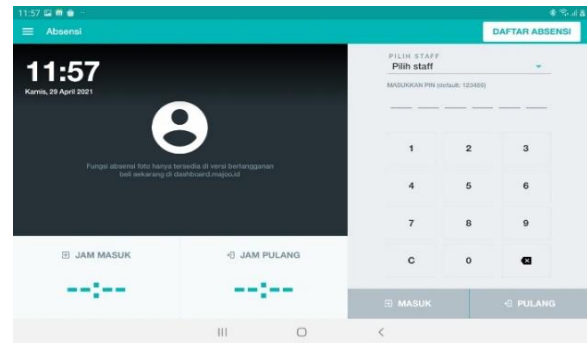 11:57
Absensi
DAFTAR ABSENSI
11:57
Kamis, 29 April 2021
Fungsi absensi foto hanya tersedia di versi berlangganan
beli sekarang di dashboard.majoo.id
JAM MASUK
JAM PULANG
--:--
--:--
PILIH STAFF
Pilih staff
MASUKKAN PIN (default: 123456)
1 2 3
4 5 6
7 8 9
C 0
MASUK
PULANG